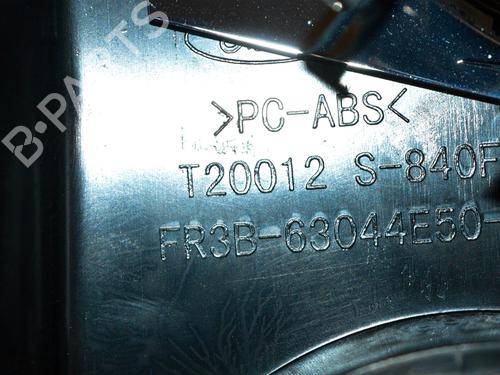 B-PARTS
>PC-ABS<
T20012 S-840F
FR3B-63044E50-